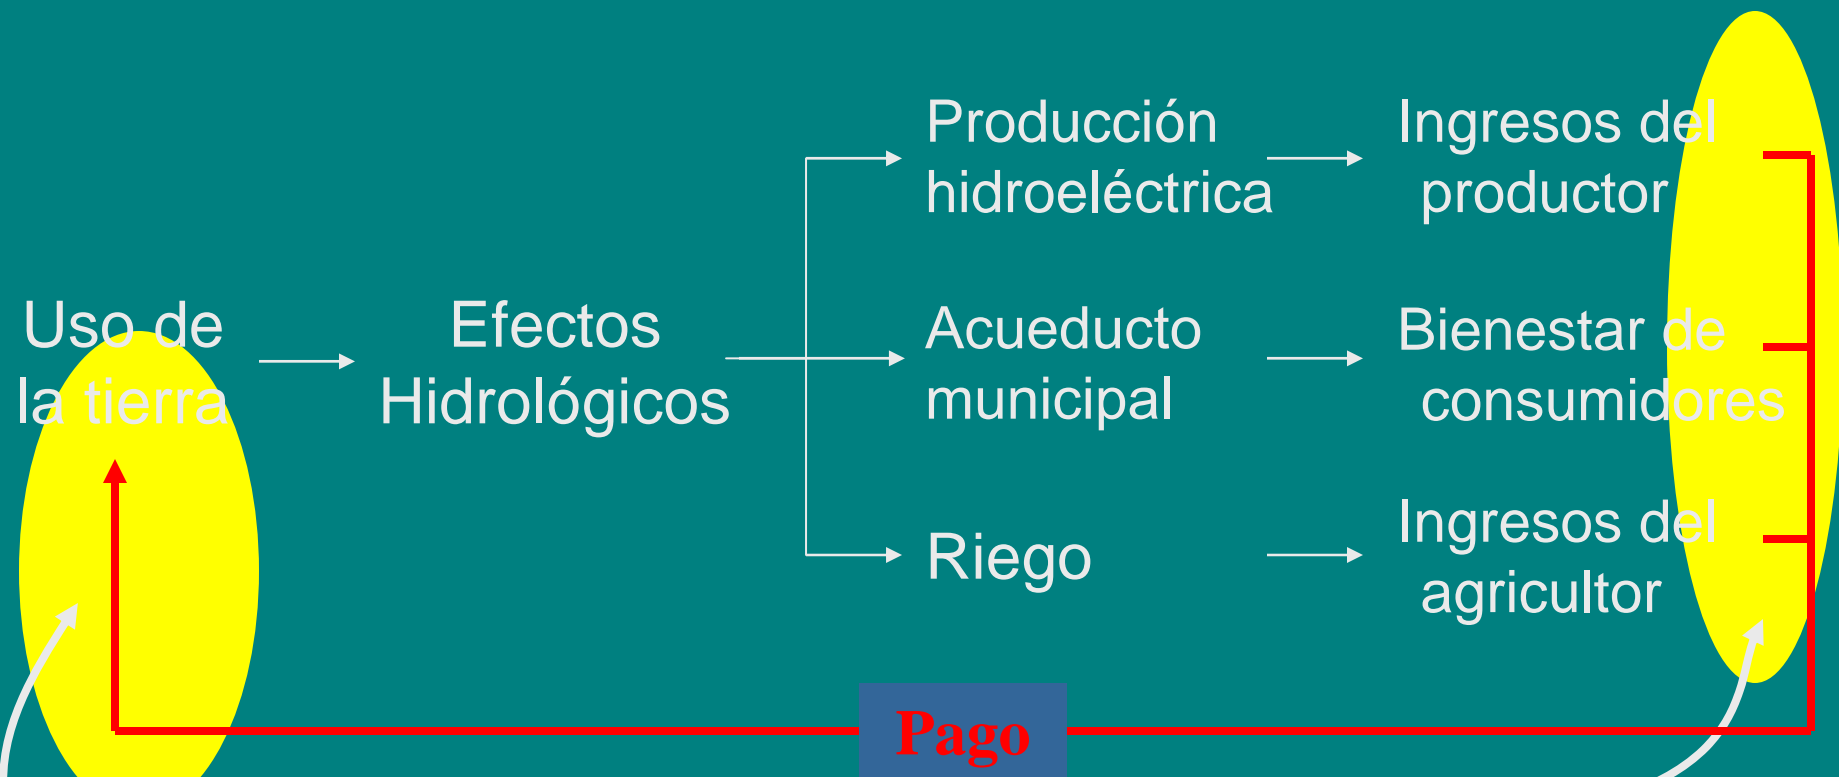 Uso de
la tierra
Efectos
Hidrológicos
Producción
hidroeléctrica
Acueducto
municipal
Riego
Ingresos del
productor
Bienestar de
consumidores
Ingresos del
agricultor
Pago